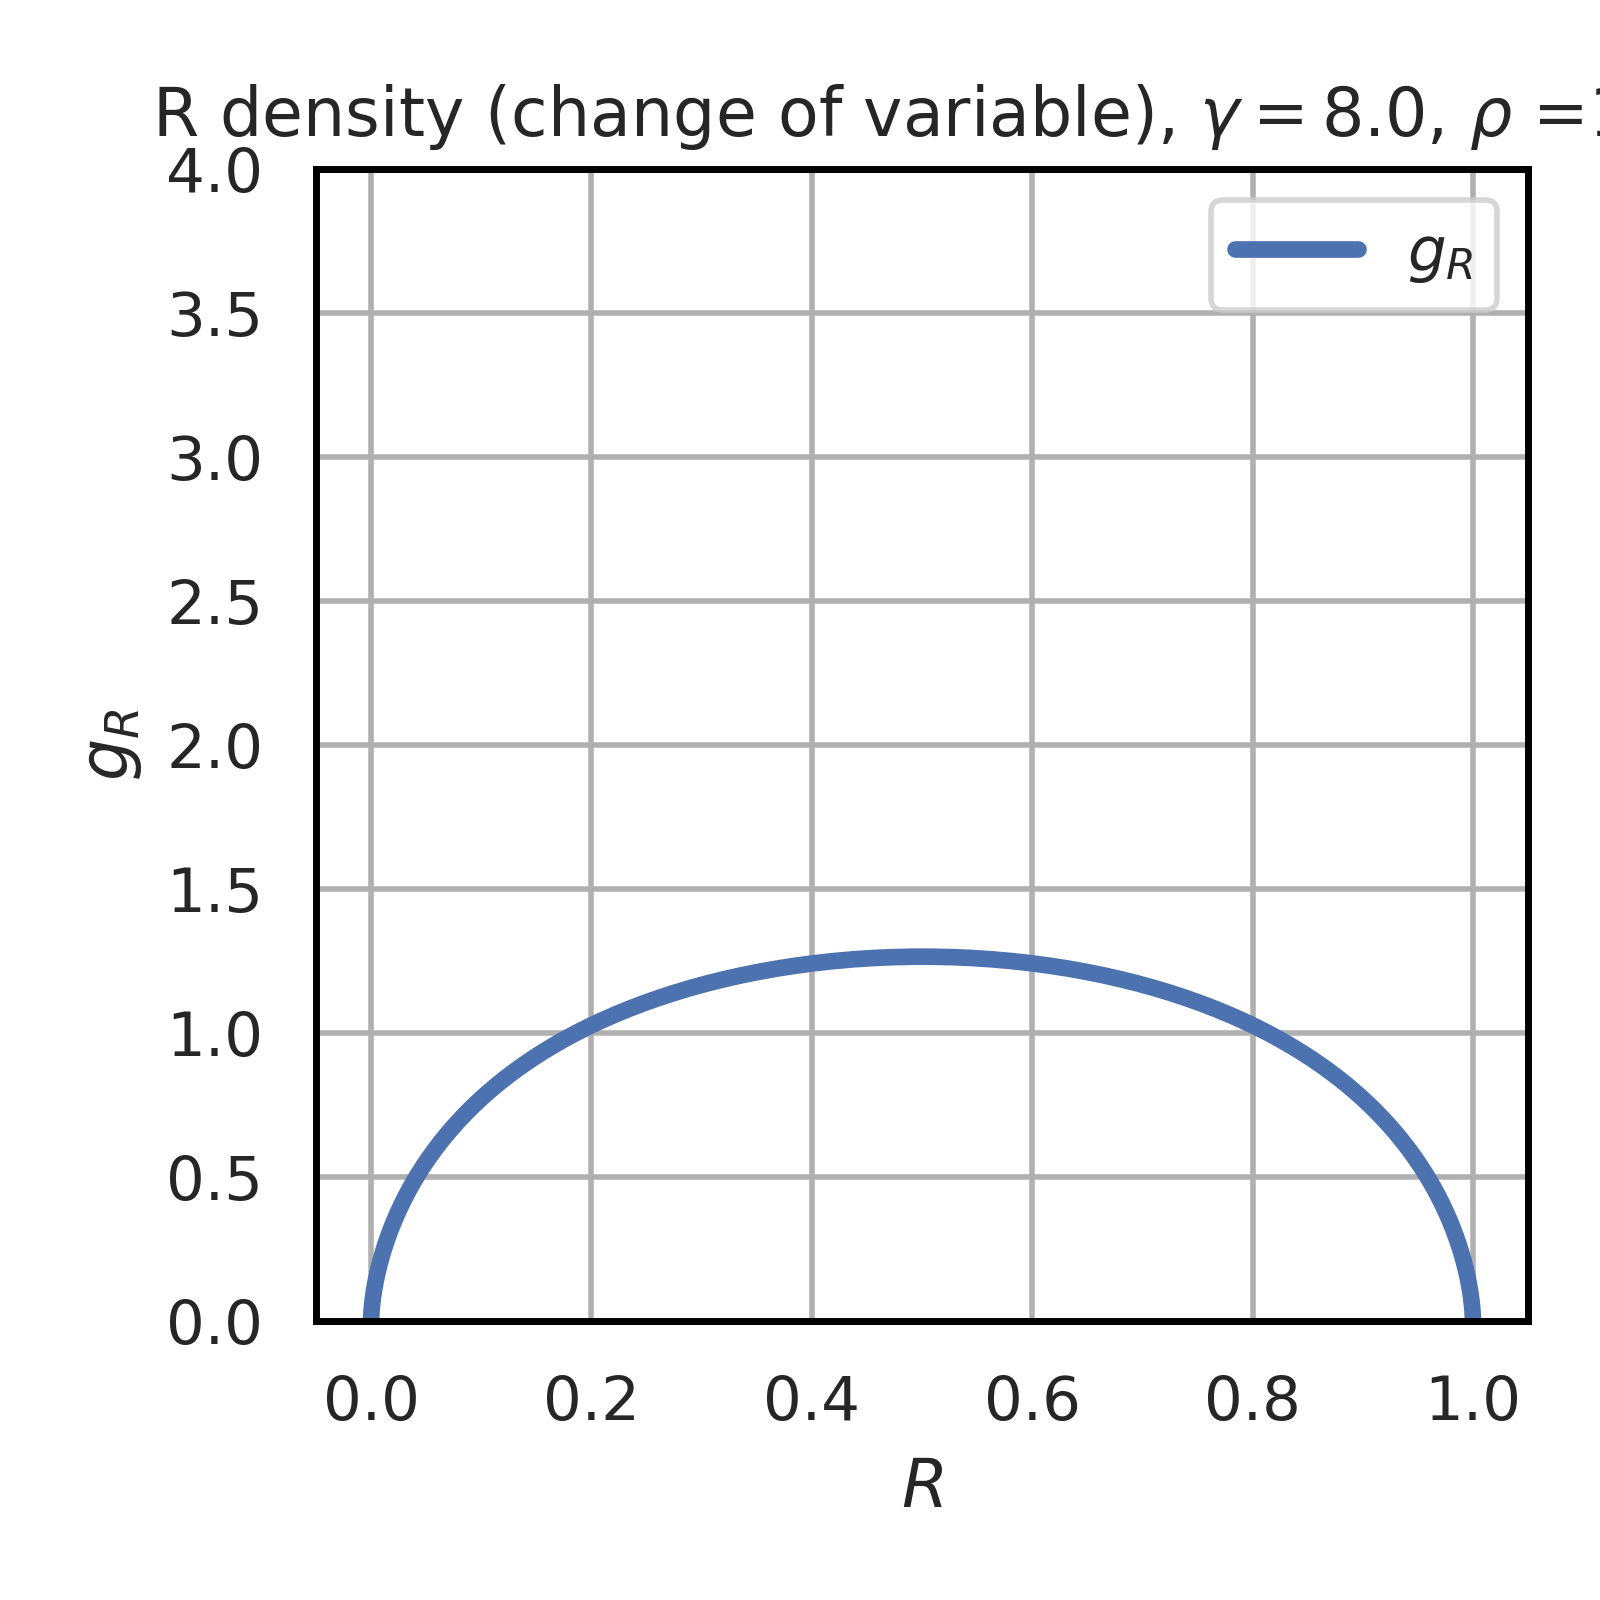 R density (change of variable), γ = 8.0, ρ =
4.0
3.5
3.0
2.5
2.0
1.5
1.0
0.5
0.0
g_R
g_R
0.0 0.2 0.4 0.6 0.8 1.0
R